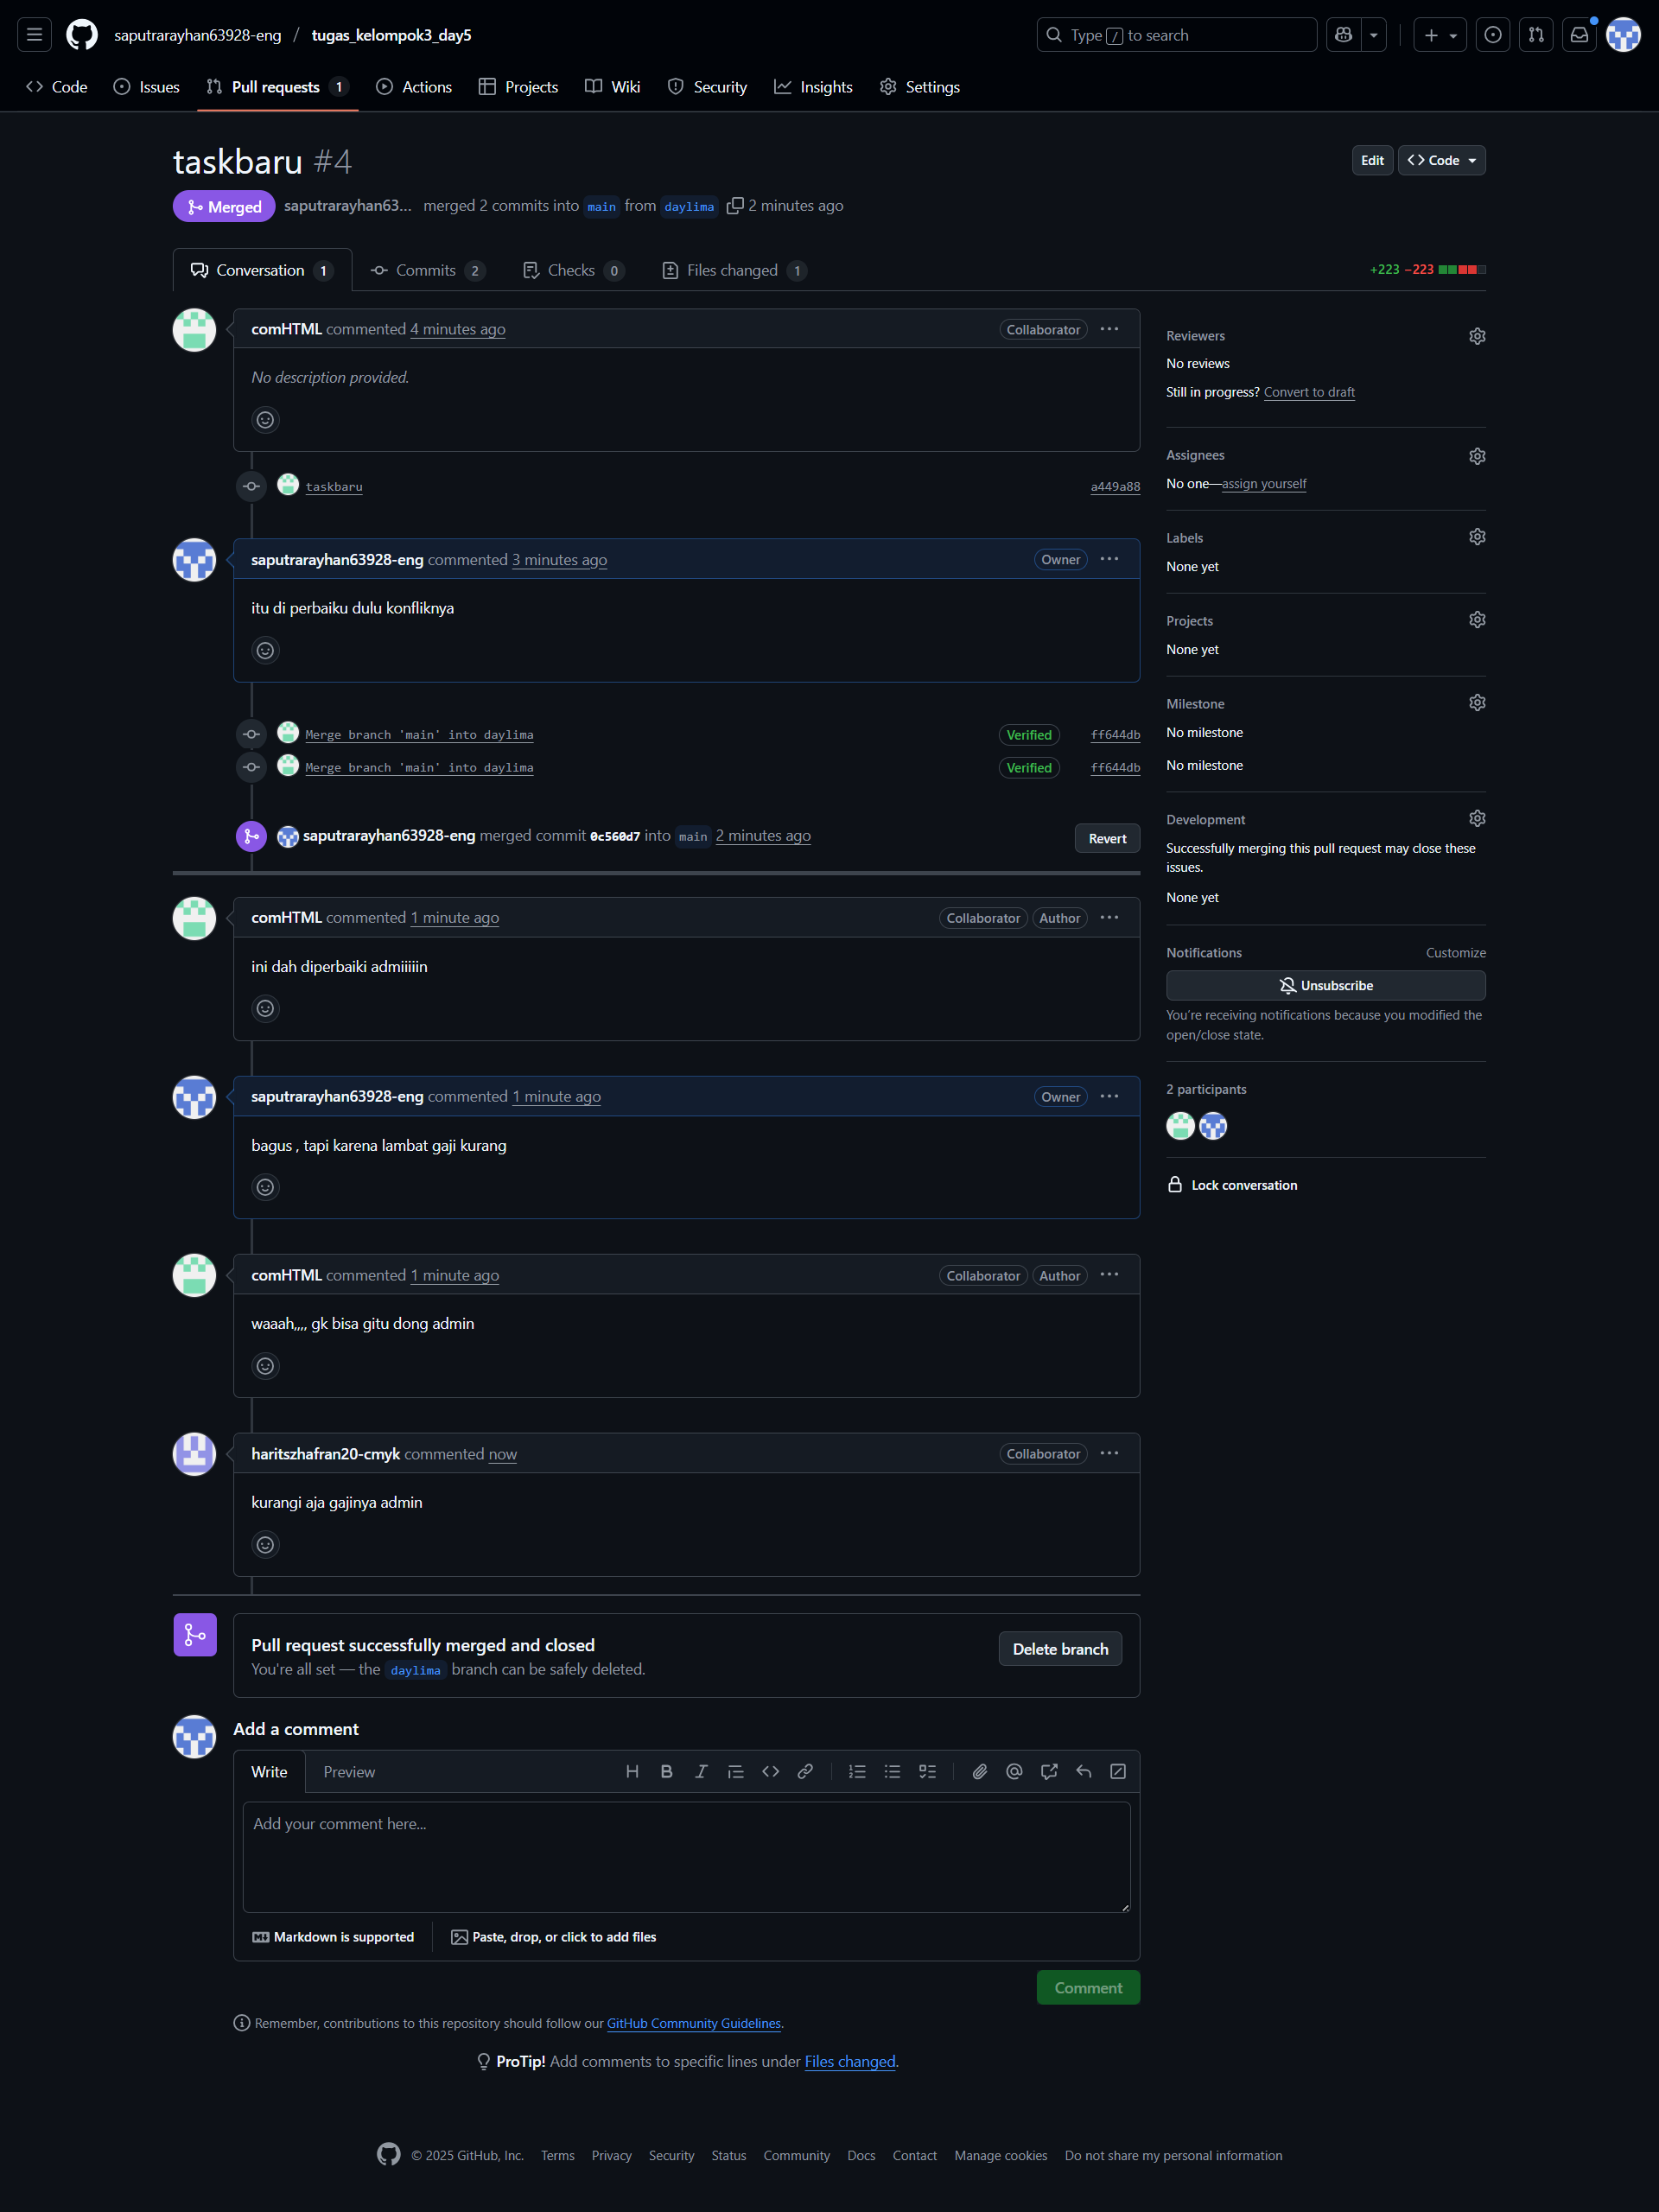 saputrarayhan63928-eng / tugas_kelompok3_day5
Type / to search
Code Issues Pull requests 1 Actions Projects Wiki Security Insights Settings
taskbaru #4
Edit Code
Merged saputrarayhan63... merged 2 commits into main from daylima 2 minutes ago
Conversation 1 Commits 2 Checks 0 Files changed 1
+223 −223
comHTML commented 4 minutes ago Collaborator
No description provided.
taskbaru a449a88
saputrarayhan63928-eng commented 3 minutes ago Owner
itu di perbaiku dulu konfliknya
Merge branch 'main' into daylima Verified ff644db
Merge branch 'main' into daylima Verified ff644db
saputrarayhan63928-eng merged commit 0c560d7 into main 2 minutes ago Revert
comHTML commented 1 minute ago Collaborator Author
ini dah diperbaiki admiiiiin
saputrarayhan63928-eng commented 1 minute ago Owner
bagus , tapi karena lambat gaji kurang
comHTML commented 1 minute ago Collaborator Author
waaah,,,, gk bisa gitu dong admin
haritszhafran20-cmyk commented now Collaborator
kurangi aja gajinya admin
Pull request successfully merged and closed
You're all set — the daylima branch can be safely deleted.
Delete branch
Add a comment
Write Preview
Add your comment here...
Markdown is supported Paste, drop, or click to add files
Comment
Remember, contributions to this repository should follow our GitHub Community Guidelines.
ProTip! Add comments to specific lines under Files changed.
Reviewers
No reviews
Still in progress? Convert to draft
Assignees
No one—assign yourself
Labels
None yet
Projects
None yet
Milestone
No milestone
No milestone
Development
Successfully merging this pull request may close these
issues.
None yet
Notifications Customize
Unsubscribe
You're receiving notifications because you modified the
open/close state.
2 participants
Lock conversation
© 2025 GitHub, Inc. Terms Privacy Security Status Community Docs Contact Manage cookies Do not share my personal information